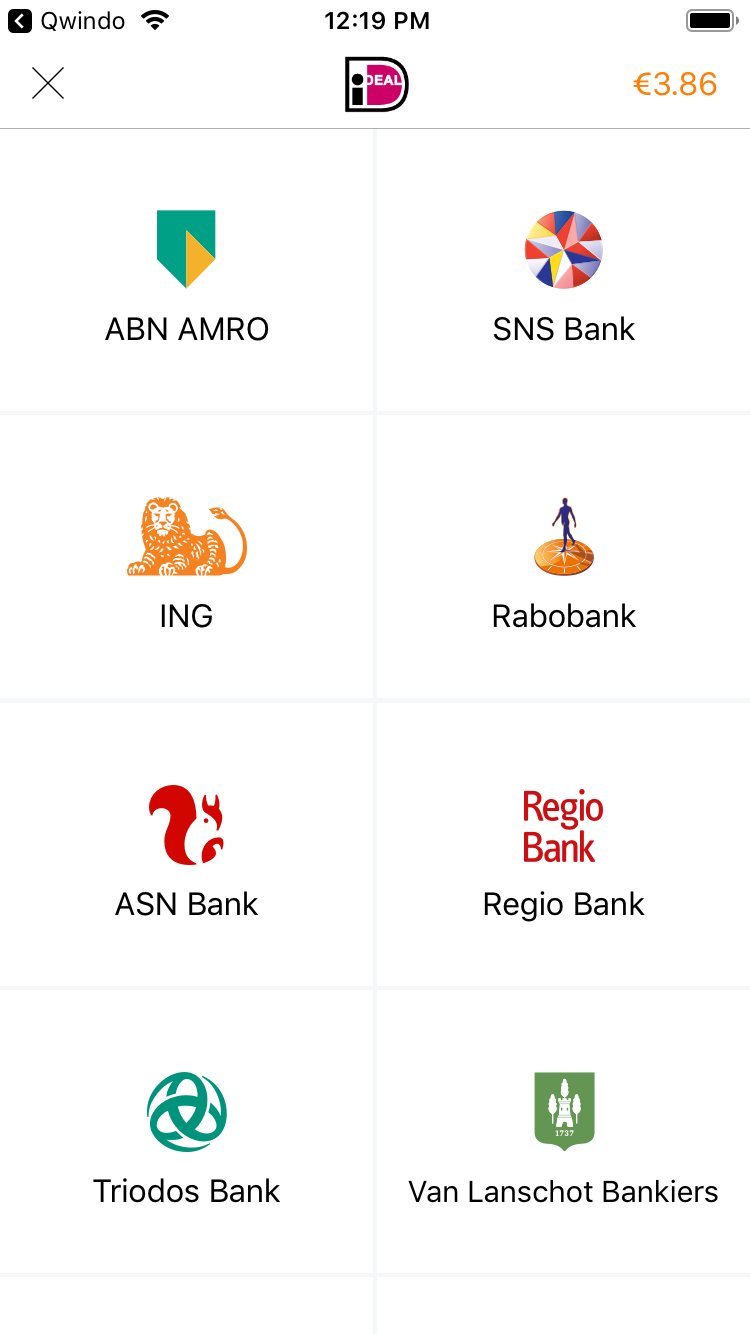 Qwindo
12:19 PM
iDEAL
€3.86
ABN AMRO
SNS Bank
ING
Rabobank
ASN Bank
Regio
Bank
Regio Bank
1737
Triodos Bank
Van Lanschot Bankiers